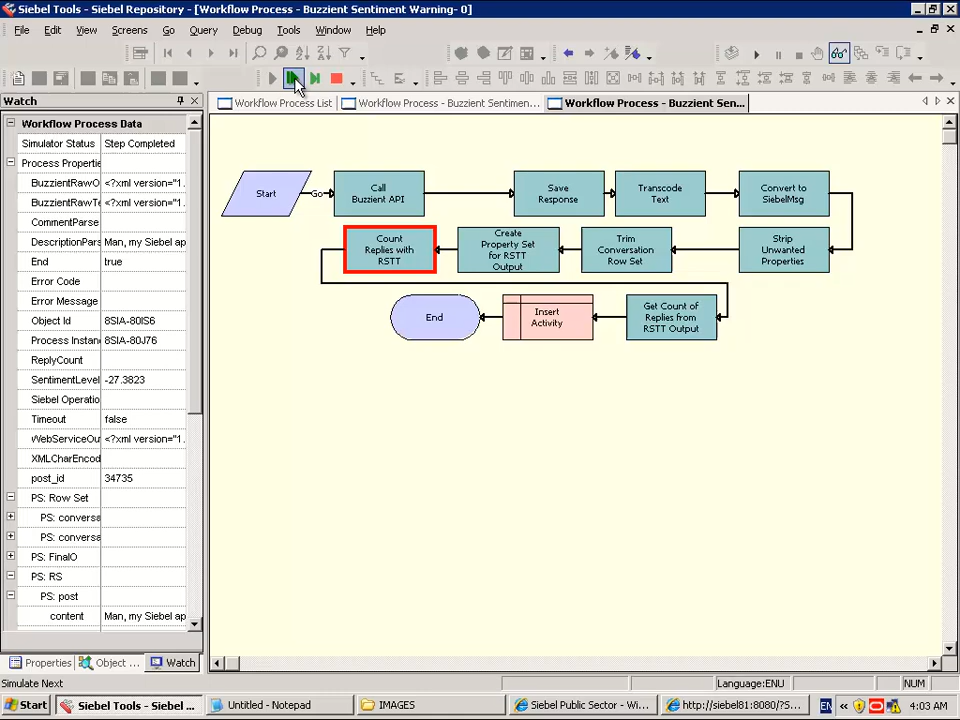 Siebel Tools - Siebel Repository - [Workflow Process - Buzzient Sentiment Warning- 0]
File Edit View Screens Go Query Debug Tools Window Help
Watch
Workflow Process List
Workflow Process - Buzzient Sentimen...
Workflow Process - Buzzient Sen...
Workflow Process Data
Simulator Status Step Completed
Process Properti
BuzzientRawO <?xml version="1.
BuzzientRawTe <?xml version="1.
CommentParse
DescriptionPars Man, my Siebel ap
End true
Error Code
Error Message
Object Id 8SIA-80IS6
Process Instanc 8SIA-80J76
ReplyCount
SentimentLevel -27.3823
Siebel Operatio
Timeout false
WebServiceOu <?xml version="1.
XMLCharEncod
post_id 34735
PS: Row Set
PS: conversa
PS: conversa
PS: FinalO
PS: RS
PS: post
content Man, my Siebel ap
Start
Go
Call
Buzzient API
Save
Response
Transcode
Text
Convert to
SiebelMsg
Count
Replies with
RSTT
Create
Property Set
for RSTT
Output
Trim
Conversation
Row Set
Strip
Unwanted
Properties
End
Insert
Activity
Get Count of
Replies from
RSTT Output
Properties Object ... Watch
Simulate Next
Language:ENU
NUM
Start
Siebel Tools - Siebel ...
Untitled - Notepad
IMAGES
Siebel Public Sector - Wi...
http://siebel81:8080/?S...
EN
«
4:03 AM